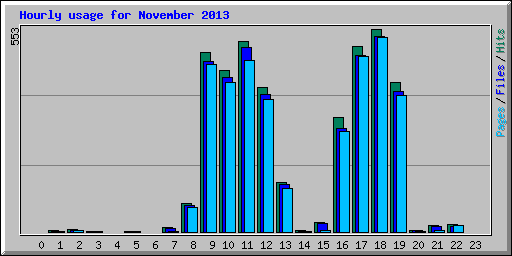 Hourly usage for November 2013
553
Pages/Files/Hits
0 1 2 3 4 5 6 7 8 9 10 11 12 13 14 15 16 17 18 19 20 21 22 23